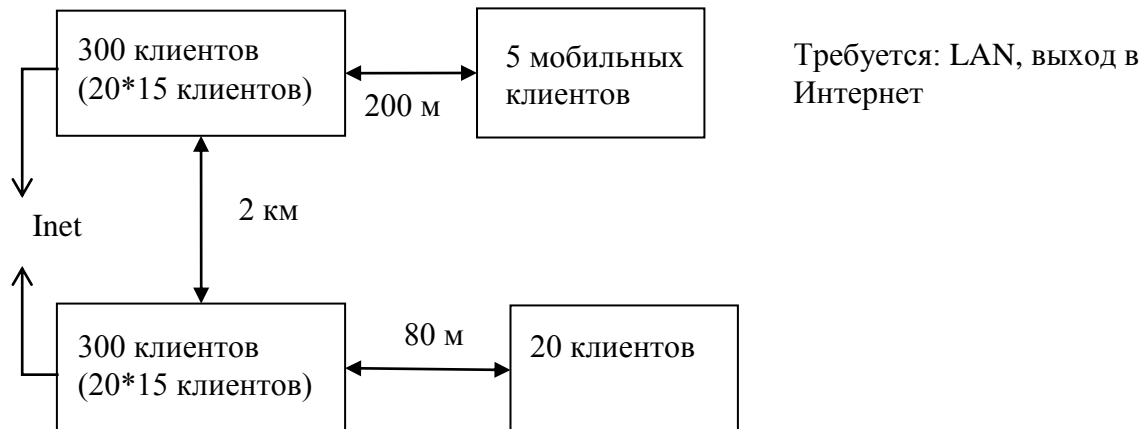 300 клиентов
(20*15 клиентов)
5 мобильных
клиентов
Требуется: LAN, выход в
Интернет
200 м
2 км
Inet
300 клиентов
(20*15 клиентов)
80 м
20 клиентов